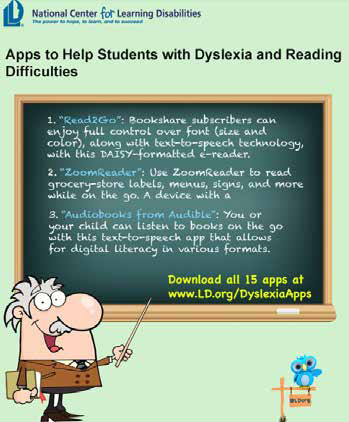 National Center for Learning Disabilities
The power to hope, to learn, and to succeed
Apps to Help Students with Dyslexia and Reading
Difficulties
1. "Read2Go": Bookshare subscribers can
enjoy full control over font (size and
color), along with text-to-speech technology,
with this DAISY-formatted e-reader.
2. "ZoomReader": Use ZoomReader to read
grocery-store labels, menus, signs, and more
while on the go. A device with a
3. "Audiobooks from Audible": You or
your child can listen to books on the go
with this text-to-speech app that allows
for digital literacy in various formats.
Download all 15 apps at
www.LD.org/DyslexiaApps
@LDorg